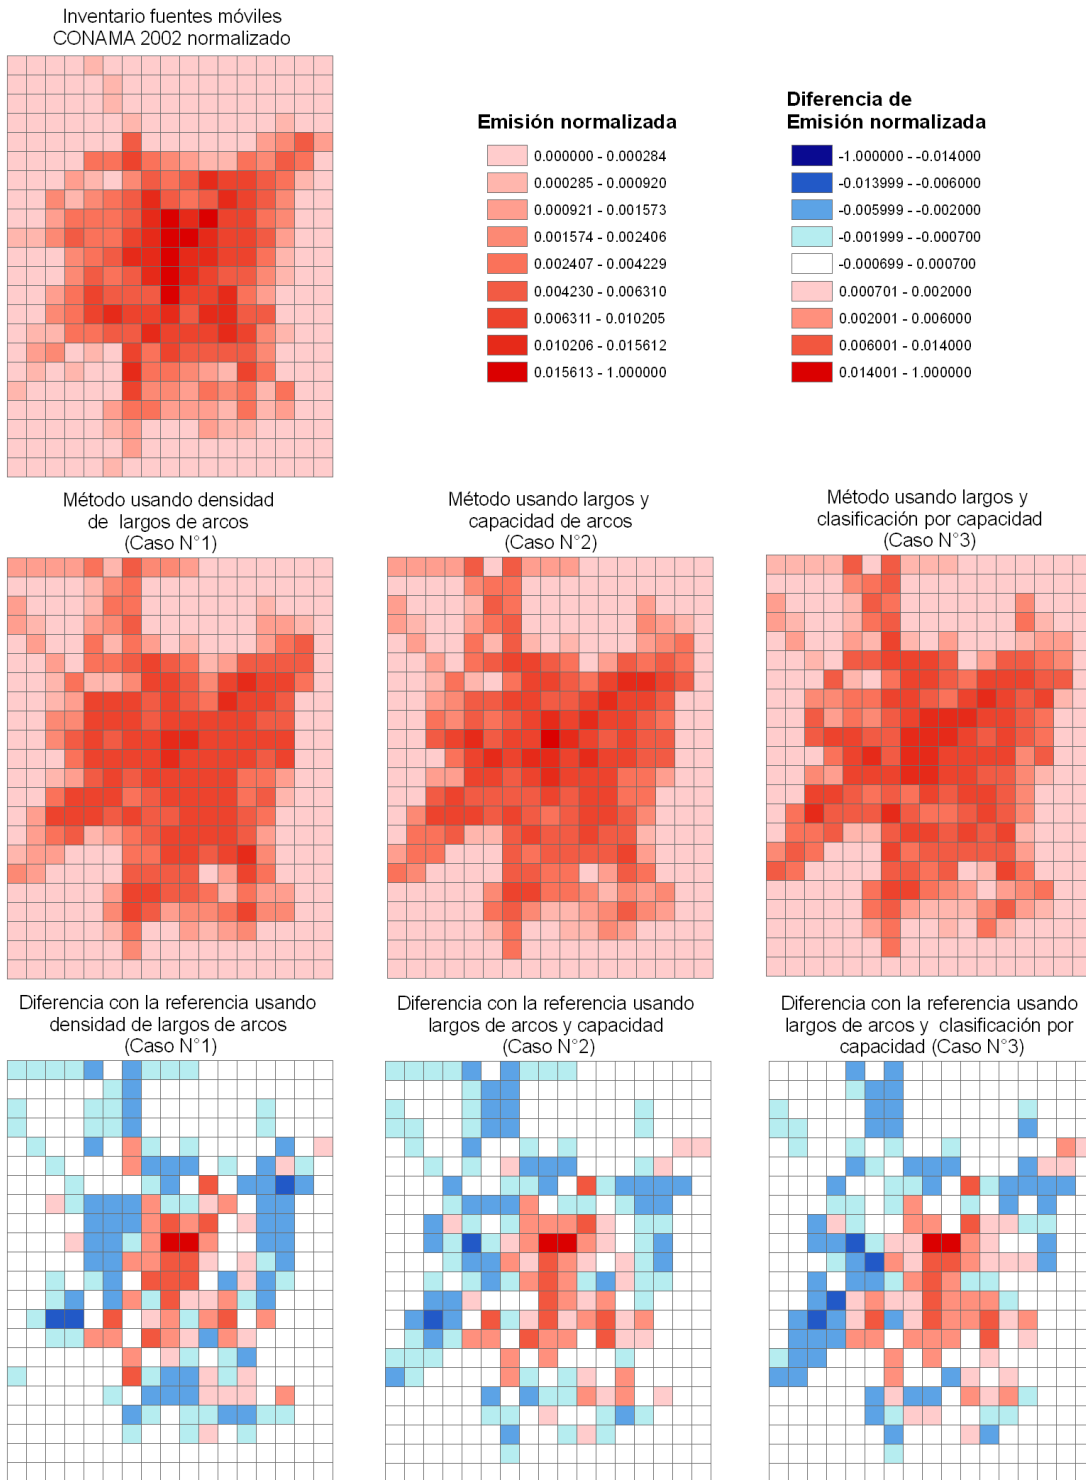 Inventario fuentes móviles
CONAMA 2002 normalizado
Emisión normalizada
0.000000 - 0.000284
0.000285 - 0.000920
0.000921 - 0.001573
0.001574 - 0.002406
0.002407 - 0.004229
0.004230 - 0.006310
0.006311 - 0.010205
0.010206 - 0.015612
0.015613 - 1.000000
Diferencia de
Emisión normalizada
-1.000000 - -0.014000
-0.013999 - -0.006000
-0.005999 - -0.002000
-0.001999 - -0.000700
-0.000699 - 0.000700
0.000701 - 0.002000
0.002001 - 0.006000
0.006001 - 0.014000
0.014001 - 1.000000
Método usando densidad
de largos de arcos
(Caso N°1)
Método usando largos y
capacidad de arcos
(Caso N°2)
Método usando largos y
clasificación por capacidad
(Caso N°3)
Diferencia con la referencia usando
densidad de largos de arcos
(Caso N°1)
Diferencia con la referencia usando
largos de arcos y capacidad
(Caso N°2)
Diferencia con la referencia usando
largos de arcos y clasificación por
capacidad (Caso N°3)